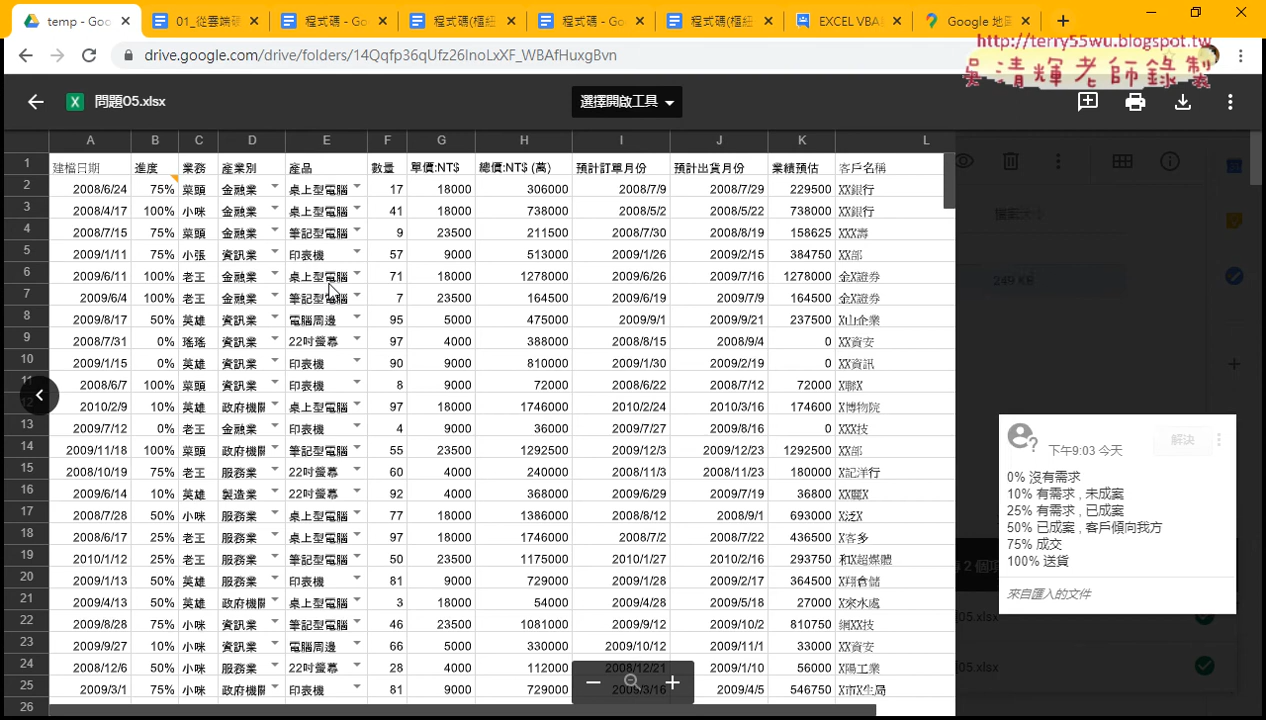 temp - Goo
01_從雲端硬
程式碼 - Go
程式碼(樞紐
程式碼 - Go
程式碼(樞紐
EXCEL VBA
Google 地圖
drive.google.com/drive/folders/14Qqfp36qUfz26InoLxXF_WBAfHuxgBvn
http://terry55wu.blogspot.tw
吳清輝老師錄製
問題05.xlsx
選擇開啟工具
A B C D E F G H I J K L
1 建檔日期 進度 業務 產業別 產品 數量 單價:NT$ 總價:NT$ (萬) 預計訂單月份 預計出貨月份 業績預估 客戶名稱
2 2008/6/24 75% 菜頭 金融業 桌上型電腦 17 18000 306000 2008/7/9 2008/7/29 229500 XX銀行
3 2008/4/17 100% 小咪 金融業 桌上型電腦 41 18000 738000 2008/5/2 2008/5/22 738000 XX銀行
4 2008/7/15 75% 菜頭 金融業 筆記型電腦 9 23500 211500 2008/7/30 2008/8/19 158625 XXX壽
5 2009/1/11 75% 小張 資訊業 印表機 57 9000 513000 2009/1/26 2009/2/15 384750 XX部
6 2009/6/11 100% 老王 金融業 桌上型電腦 71 18000 1278000 2009/6/26 2009/7/16 1278000 金X證券
7 2009/6/4 100% 老王 金融業 筆記型電腦 7 23500 164500 2009/6/19 2009/7/9 164500 金X證券
8 2009/8/17 50% 英雄 資訊業 電腦周邊 95 5000 475000 2009/9/1 2009/9/21 237500 X山企業
9 2008/7/31 0% 瑤瑤 資訊業 22吋螢幕 97 4000 388000 2008/8/15 2008/9/4 0 XX資安
10 2009/1/15 0% 英雄 資訊業 印表機 90 9000 810000 2009/1/30 2009/2/19 0 XX資訊
11 2008/6/7 100% 菜頭 資訊業 印表機 8 9000 72000 2008/6/22 2008/7/12 72000 X聯X
12 2010/2/9 10% 英雄 政府機關 桌上型電腦 97 18000 1746000 2010/2/24 2010/3/16 174600 X博物院
13 2009/7/12 0% 老王 金融業 印表機 4 9000 36000 2009/7/27 2009/8/16 0 XXX技
14 2009/11/18 100% 菜頭 政府機關 筆記型電腦 55 23500 1292500 2009/12/3 2009/12/23 1292500 XX部
15 2008/10/19 75% 老王 服務業 22吋螢幕 60 4000 240000 2008/11/3 2008/11/23 180000 X記洋行
16 2009/6/14 10% 英雄 製造業 22吋螢幕 92 4000 368000 2009/6/29 2009/7/19 36800 XX麗X
17 2008/7/28 50% 小咪 服務業 桌上型電腦 77 18000 1386000 2008/8/12 2008/9/1 693000 X泛X
18 2008/6/17 25% 老王 服務業 桌上型電腦 97 18000 1746000 2008/7/2 2008/7/22 436500 X客多
19 2010/1/12 25% 老王 服務業 筆記型電腦 50 23500 1175000 2010/1/27 2010/2/16 293750 和X超媒體
20 2009/1/13 50% 英雄 服務業 印表機 81 9000 729000 2009/1/28 2009/2/17 364500 X翔倉儲
21 2009/4/13 50% 英雄 政府機關 桌上型電腦 3 18000 54000 2009/4/28 2009/5/18 27000 X來水處
22 2009/8/28 75% 小咪 資訊業 筆記型電腦 46 23500 1081000 2009/9/12 2009/10/2 810750 網XX技
23 2009/9/27 10% 小咪 資訊業 電腦周邊 66 5000 330000 2009/10/12 2009/11/1 33000 XX資安
24 2008/12/6 50% 小咪 服務業 22吋螢幕 28 4000 112000 2008/12/21 2009/1/10 56000 X陽工業
25 2009/3/1 75% 小咪 政府機關 印表機 81 9000 729000 2009/3/16 2009/4/5 546750 X市X生局
26
249 KB
下午9:03 今天
解決
0% 沒有需求
10% 有需求 , 未成案
25% 有需求 , 已成案
50% 已成案 , 客戶傾向我方
75% 成交
100% 送貨
來自匯入的文件
05.xlsx
05.xlsx